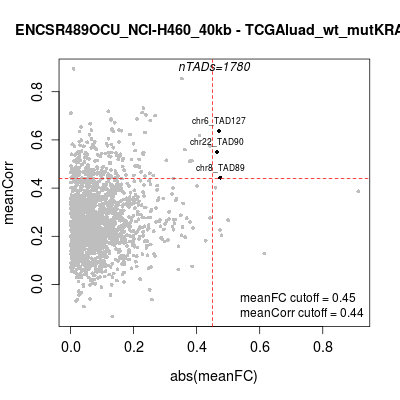 ENCSR489OCU_NCI-H460_40kb - TCGAluad_wt_mutKRA
nTADs=1780
chr6_TAD127
chr22_TAD90
chr8_TAD89
meanFC cutoff = 0.45
meanCorr cutoff = 0.44
0.0 0.2 0.4 0.6 0.8
abs(meanFC)
0.0 0.2 0.4 0.6 0.8
meanCorr